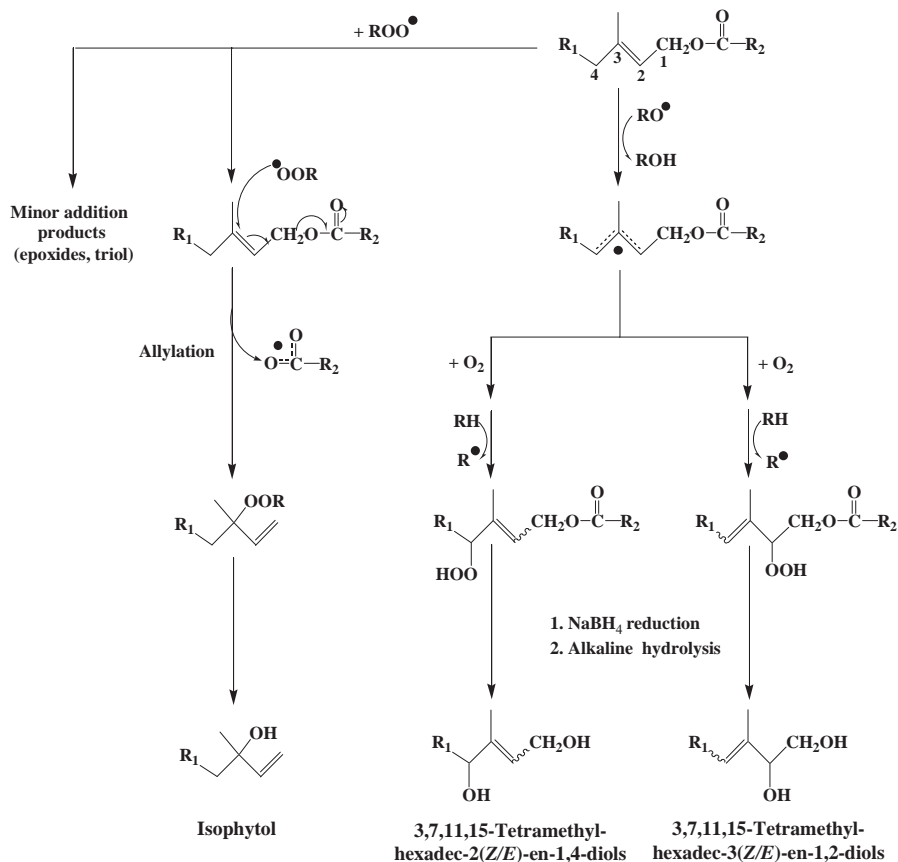 + ROO•
R1 4 3 2 1 CH2O–C–R2
O
RO•
ROH
•OOR
Minor addition
products
(epoxides, triol)
O
R1 CH2O–C–R2
O
R1 CH2O–C–R2
•
Allylation
• O
O=C–R2
+ O2
+ O2
RH
R•
RH
R•
OOR
R1
O
R1 CH2O–C–R2
HOO
O
R1 CH2O–C–R2
OOH
1. NaBH4 reduction
2. Alkaline hydrolysis
OH
R1
R1 CH2OH
OH
R1 CH2OH
OH
Isophytol
3,7,11,15-Tetramethyl-
hexadec-2(Z/E)-en-1,4-diols
3,7,11,15-Tetramethyl-
hexadec-3(Z/E)-en-1,2-diols